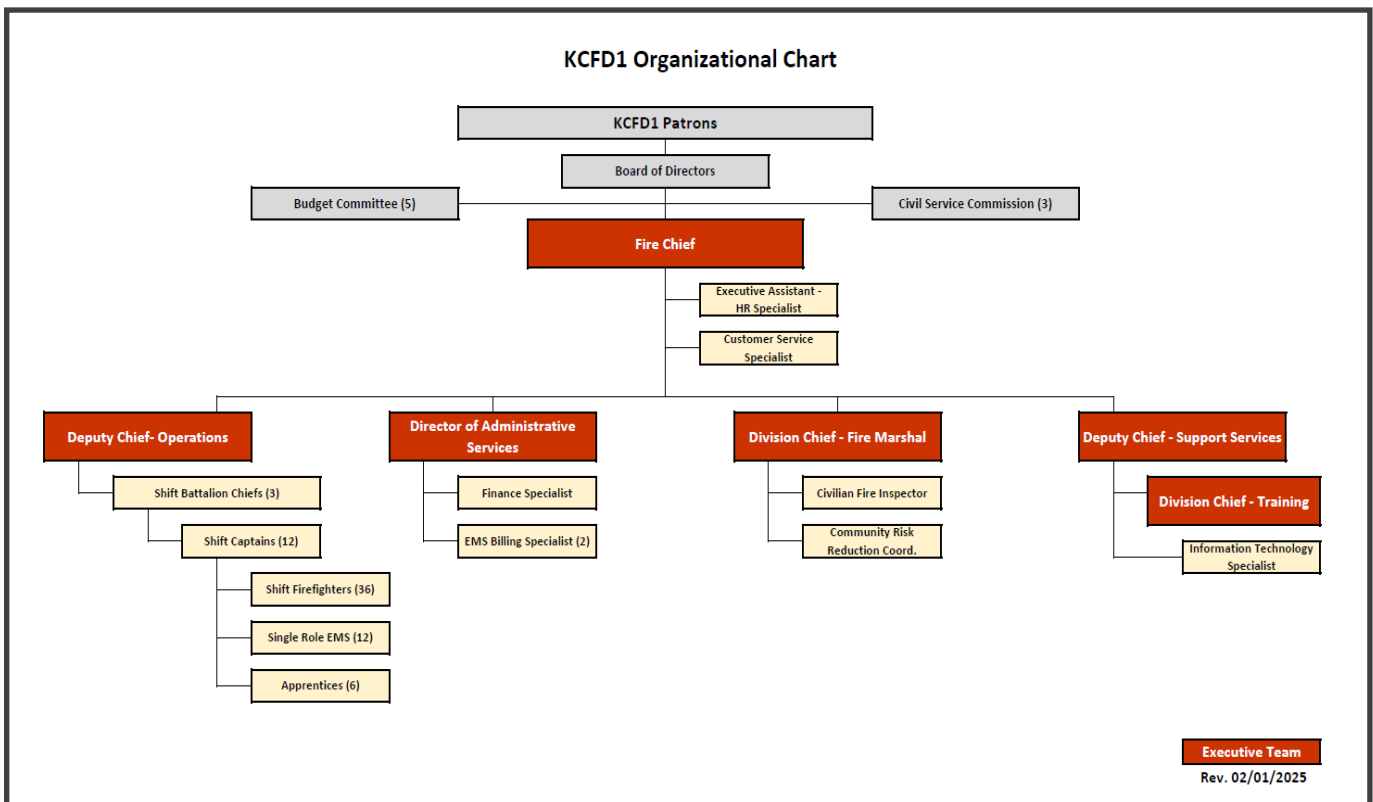 KCFD1 Organizational Chart
KCFD1 Patrons
Board of Directors
Budget Committee (5)
Civil Service Commission (3)
Fire Chief
Executive Assistant -
HR Specialist
Customer Service
Specialist
Deputy Chief- Operations
Director of Administrative
Services
Division Chief - Fire Marshal
Deputy Chief - Support Services
Shift Battalion Chiefs (3)
Finance Specialist
Civilian Fire Inspector
Division Chief - Training
Shift Captains (12)
EMS Billing Specialist (2)
Community Risk
Reduction Coord.
Information Technology
Specialist
Shift Firefighters (36)
Single Role EMS (12)
Apprentices (6)
Executive Team
Rev. 02/01/2025